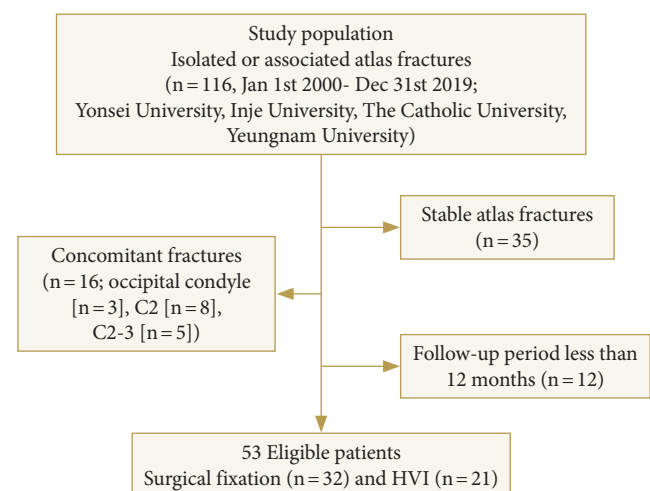 Study population
Isolated or associated atlas fractures
(n=116, Jan 1st 2000- Dec 31st 2019;
Yonsei University, Inje University, The Catholic University,
Yeungnam University)
Stable atlas fractures
(n=35)
Concomitant fractures
(n=16; occipital condyle
[n=3], C2 [n=8],
C2-3 [n=5])
Follow-up period less than
12 months (n=12)
53 Eligible patients
Surgical fixation (n=32) and HVI (n=21)